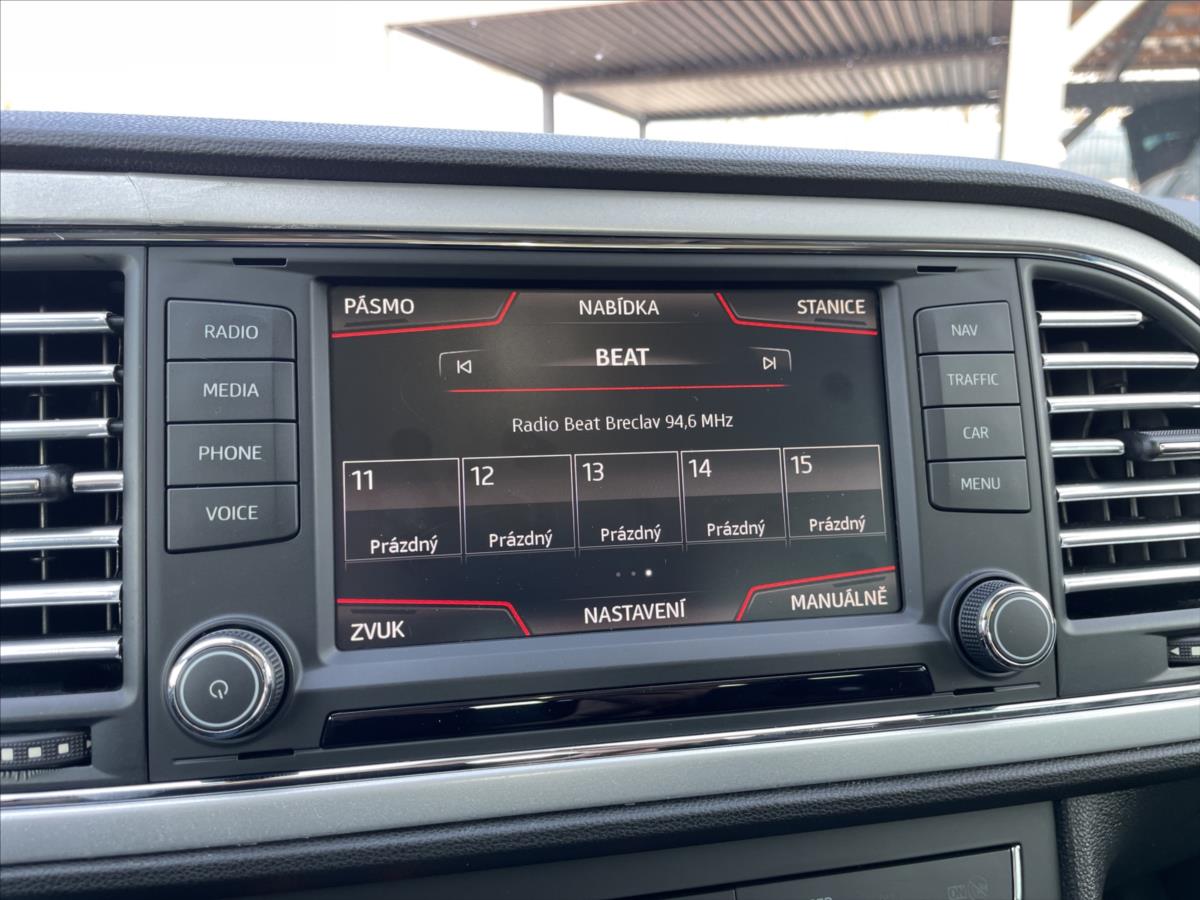 RADIO
MEDIA
PHONE
VOICE
PÁSMO
NABÍDKA
STANICE
BEAT
Radio Beat Breclav 94,6 MHz
11
12
13
14
15
Prázdný
Prázdný
Prázdný
Prázdný
Prázdný
ZVUK
NASTAVENÍ
MANUÁLNĚ
NAV
TRAFFIC
CAR
MENU